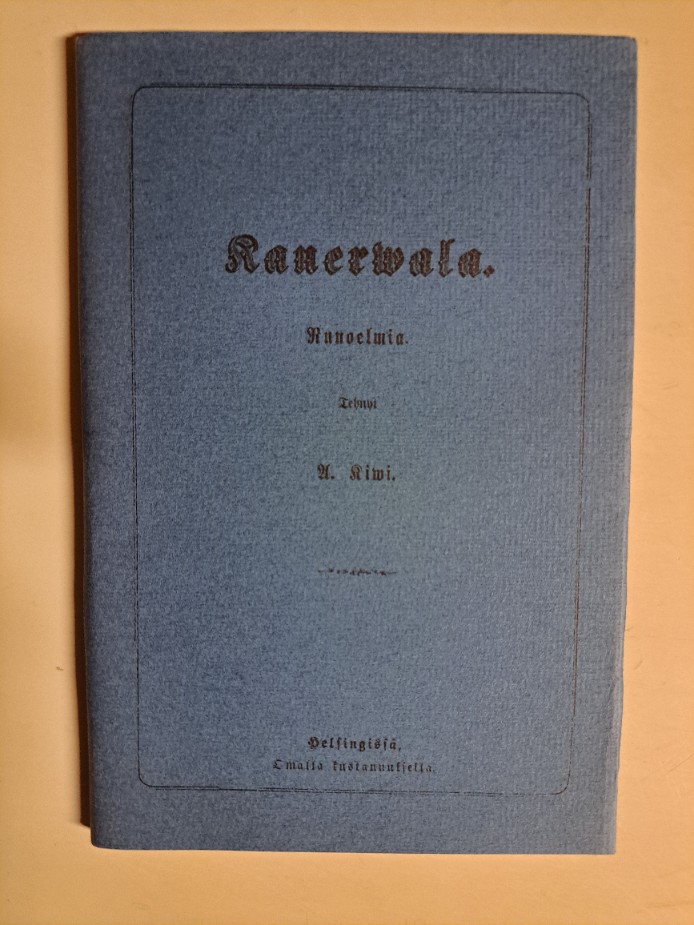 Kanerwala.
Runoelmia.
Tehnyt
A. Kiwi.
Helsingissä,
Omalla kustannuksella.